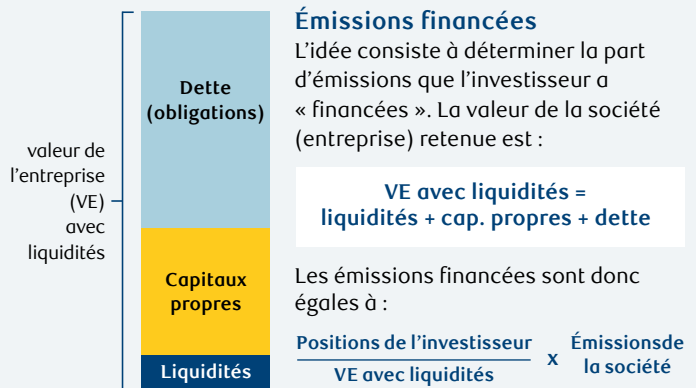 valeur de
l'entreprise
(VE)
avec
liquidités
Dette
(obligations)
Capitaux
propres
Liquidités
Émissions financées
L'idée consiste à déterminer la part
d'émissions que l'investisseur a
« financées ». La valeur de la société
(entreprise) retenue est :
VE avec liquidités =
liquidités + cap. propres + dette
Les émissions financées sont donc
égales à :
Positions de l'investisseur
VE avec liquidités
x
Émissionsde
la société